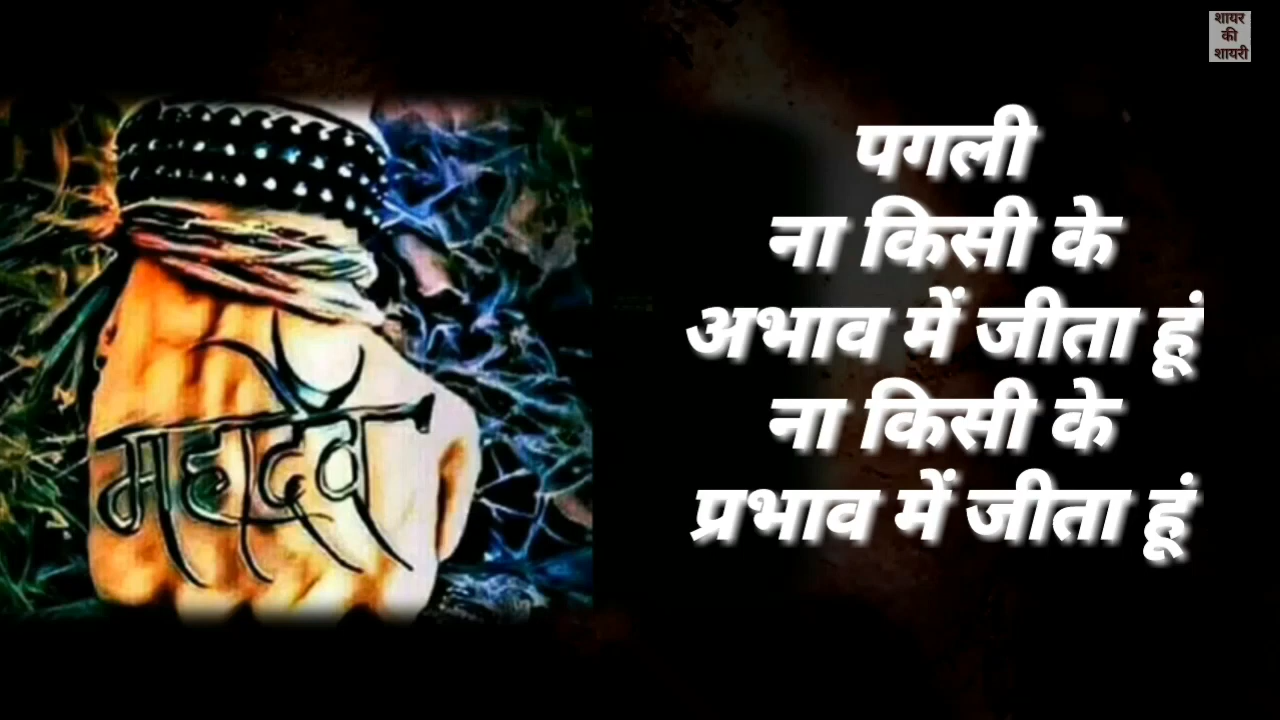 शायर
की
शायरी
महादेव
पगली
ना किसी के
अभाव में जीता हूं
ना किसी के
प्रभाव में जीता हूं